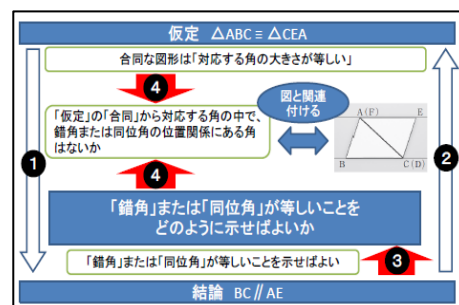 仮定 △ABC≡△CEA
合同な図形は「対応する角の大きさが等しい」
4
「仮定」の「合同」から対応する角の中で、
錯角または同位角の位置関係にある角
はないか
図と関連
付ける
A(F)
E
B
C(D)
1
2
4
「錯角」または「同位角」が等しいことを
どのように示せばよいか
「錯角」または「同位角」が等しいことを示せばよい
3
結論 BC∥AE